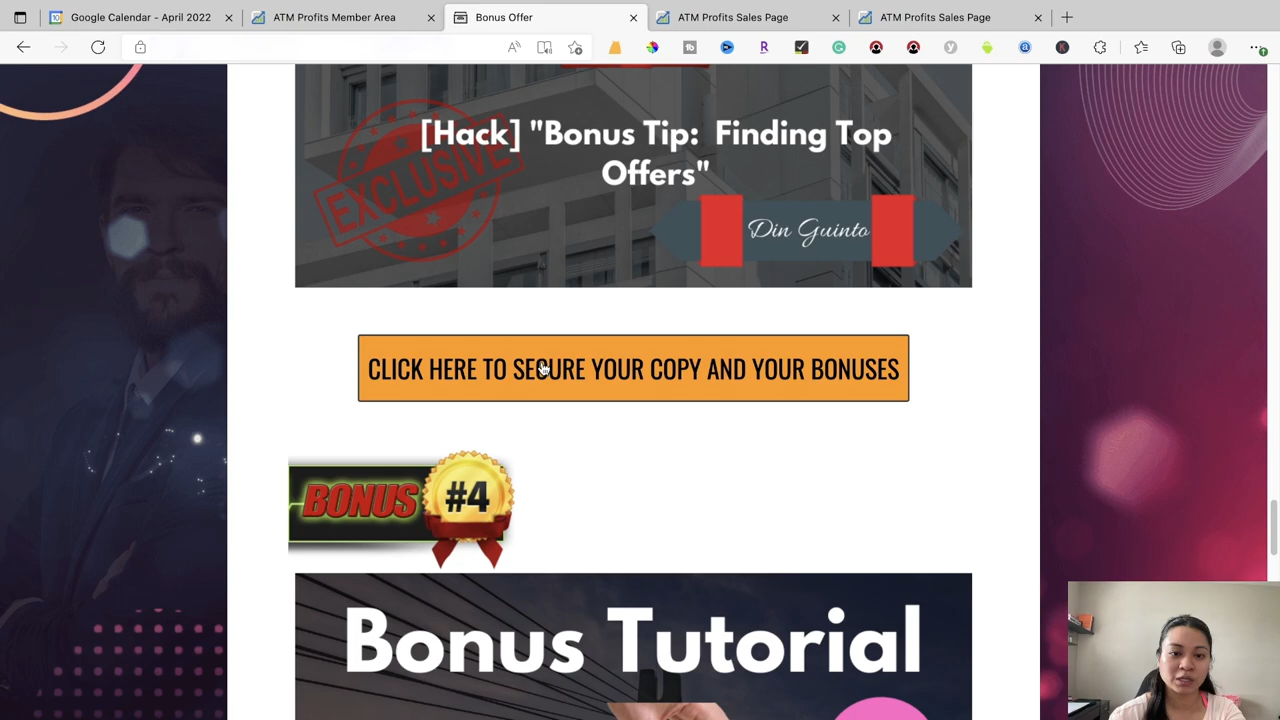 Google Calendar - April 2022
ATM Profits Member Area
Bonus Offer
ATM Profits Sales Page
ATM Profits Sales Page
[Hack] "Bonus Tip: Finding Top
Offers"
EXCLUSIVE
Din Guinto
CLICK HERE TO SECURE YOUR COPY AND YOUR BONUSES
BONUS #4
Bonus Tutorial